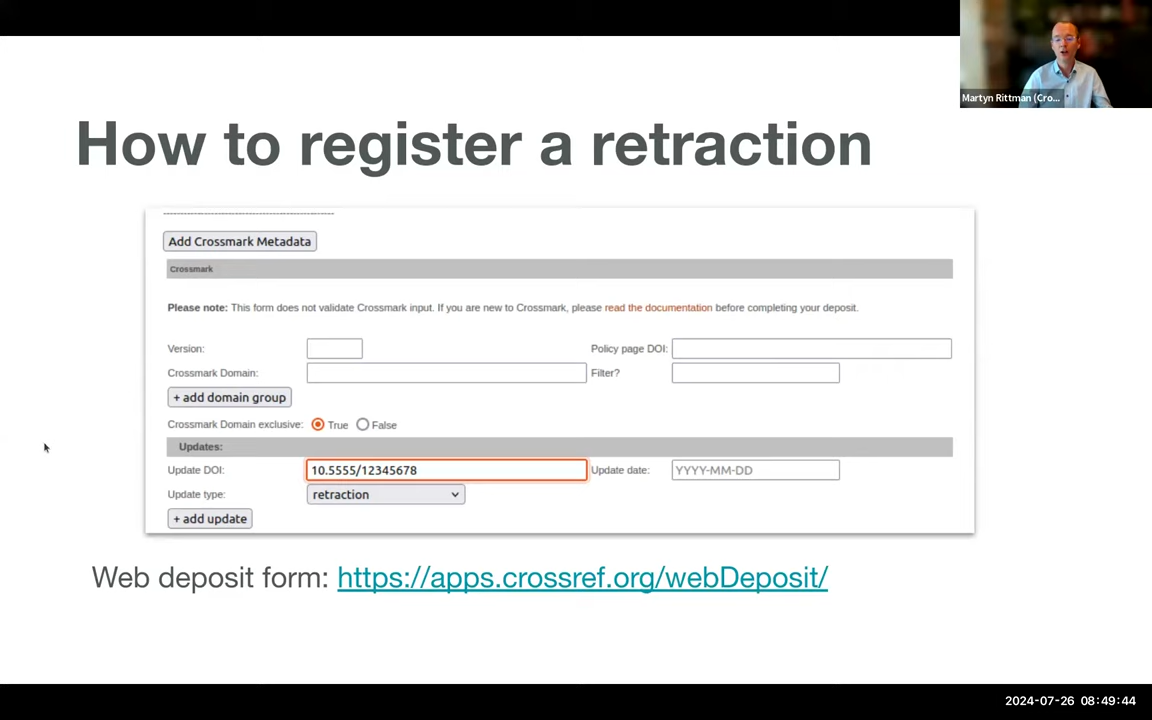 Martyn Rittman (Cro...
How to register a retraction
Add Crossmark Metadata
Crossmark
Please note: This form does not validate Crossmark input. If you are new to Crossmark, please read the documentation before completing your deposit.
Version: Policy page DOI:
Crossmark Domain: Filter?
+ add domain group
Crossmark Domain exclusive: True False
Updates:
Update DOI: 10.5555/12345678 Update date: YYYY-MM-DD
Update type: retraction
+ add update
Web deposit form: https://apps.crossref.org/webDeposit/
2024-07-26 08:49:44